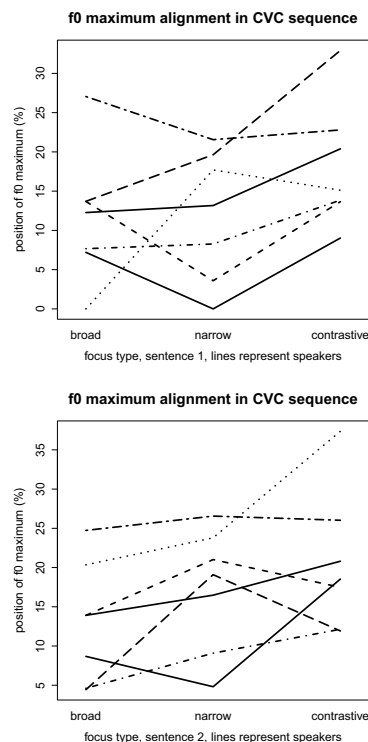 f0 maximum alignment in CVC sequence
position of f0 maximum (%)
30
25
20
15
10
5
0
broad narrow contrastive
focus type, sentence 1, lines represent speakers
f0 maximum alignment in CVC sequence
position of f0 maximum (%)
35
30
25
20
15
10
5
broad narrow contrastive
focus type, sentence 2, lines represent speakers